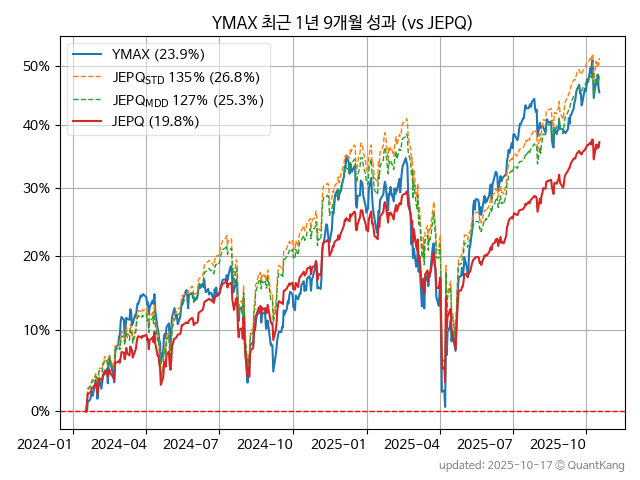 YMAX 최근 1년 9개월 성과 (vs JEPQ)
YMAX (23.9%)
JEPQSTD 135% (26.8%)
JEPQMDD 127% (25.3%)
JEPQ (19.8%)
50%
40%
30%
20%
10%
0%
2024-01 2024-04 2024-07 2024-10 2025-01 2025-04 2025-07 2025-10
updated: 2025-10-17 © QuantKang